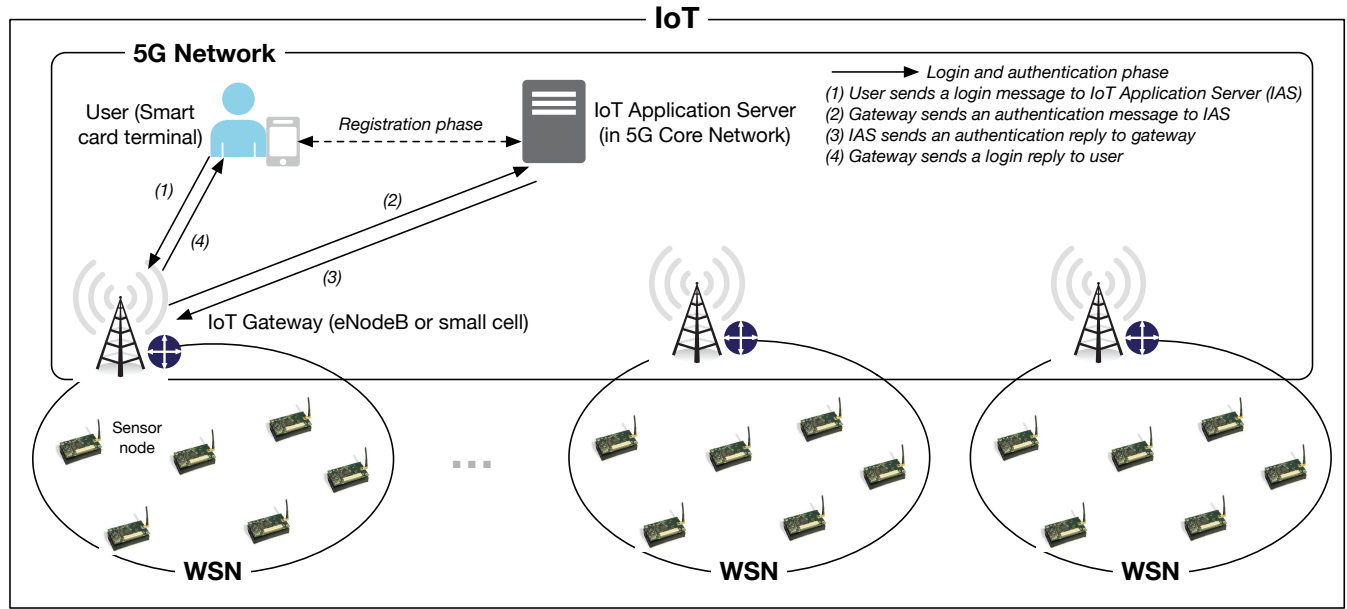 IoT
5G Network
User (Smart
card terminal)
Registration phase
IoT Application Server
(in 5G Core Network)
Login and authentication phase
(1) User sends a login message to IoT Application Server (IAS)
(2) Gateway sends an authentication message to IAS
(3) IAS sends an authentication reply to gateway
(4) Gateway sends a login reply to user
(1)
(2)
(4)
(3)
IoT Gateway (eNodeB or small cell)
Sensor
node
...
WSN
WSN
WSN